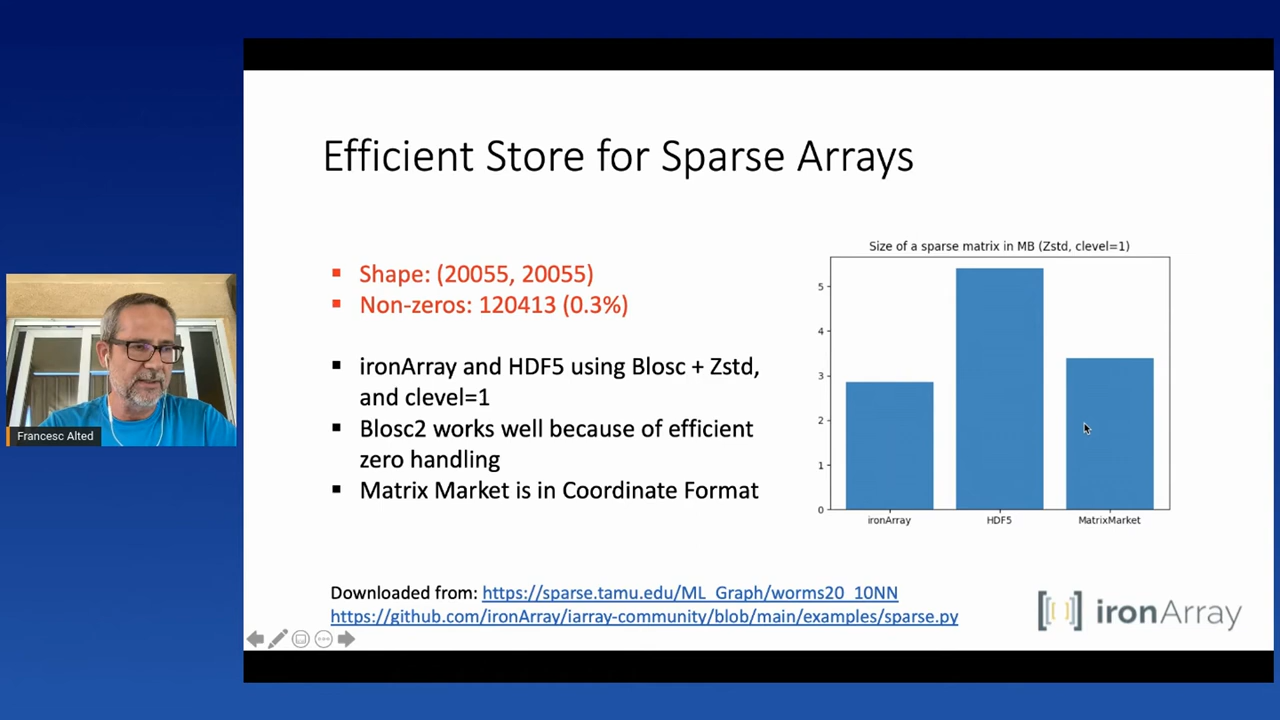 Efficient Store for Sparse Arrays
▪ Shape: (20055, 20055)
▪ Non-zeros: 120413 (0.3%)
▪ ironArray and HDF5 using Blosc + Zstd,
and clevel=1
▪ Blosc2 works well because of efficient
zero handling
▪ Matrix Market is in Coordinate Format
Size of a sparse matrix in MB (Zstd, clevel=1)
5
4
3
2
1
0
ironArray HDF5 MatrixMarket
Francesc Alted
Downloaded from: https://sparse.tamu.edu/ML_Graph/worms20_10NN
https://github.com/ironArray/iarray-community/blob/main/examples/sparse.py
ironArray